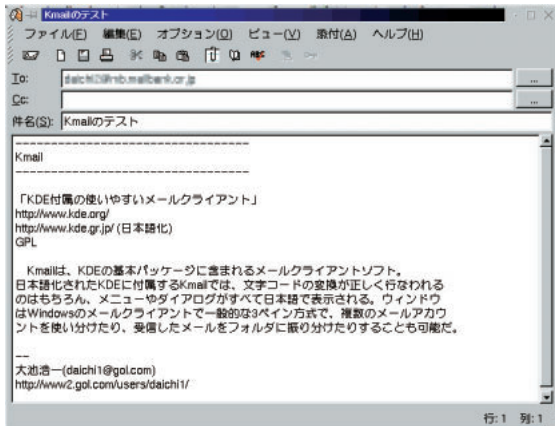 Kmailのテスト
ファイル(F) 編集(E) オプション(O) ビュー(V) 添付(A) ヘルプ(H)
To:
...
Cc:
...
件名(S): Kmailのテスト
----------------------------------
Kmail
----------------------------------
「KDE付属の使いやすいメールクライアント」
http://www.kde.org/
http://www.kde.gr.jp/ (日本語化)
GPL
Kmailは、KDEの基本パッケージに含まれるメールクライアントソフト。
日本語化されたKDEに付属するKmailでは、文字コードの変換が正しく行なわれる
のはもちろん、メニューやダイアログがすべて日本語で表示される。ウィンドウ
はWindowsのメールクライアントで一般的な3ペイン方式で、複数のメールアカウ
ントを使い分けたり、受信したメールをフォルダに振り分けたりすることも可能だ。
--
大池浩一(daichi1@gol.com)
http://www2.gol.com/users/daichi1/
行: 1 列: 1